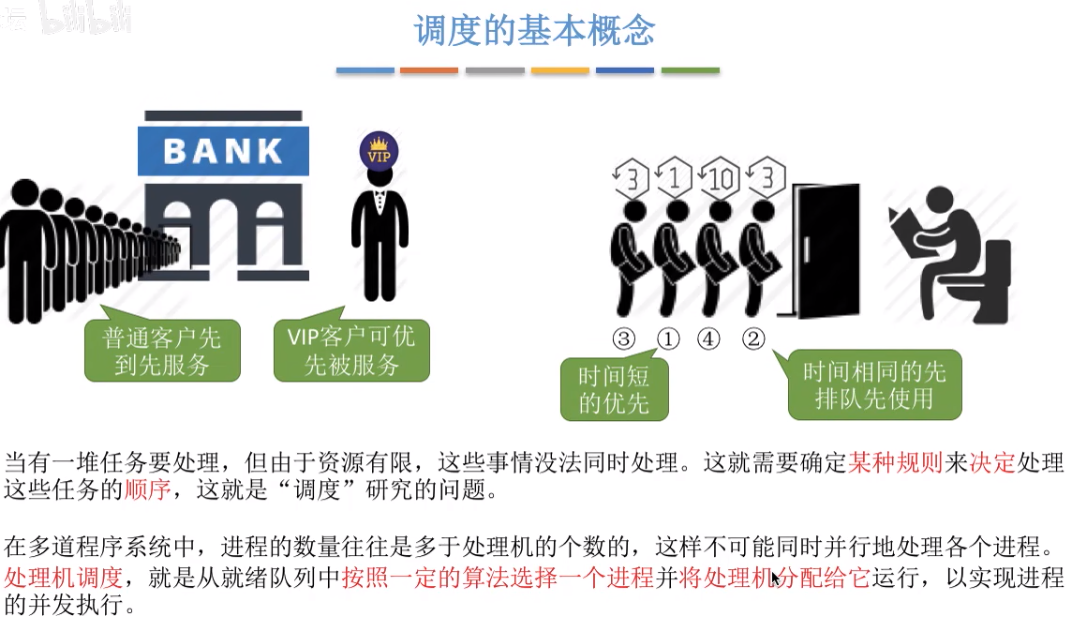 bilibili
调度的基本概念
BANK
VIP
3 1 10 3
普通客户先
到先服务
VIP客户可优
先被服务
③ ① ④ ②
时间短
的优先
时间相同的先
排队先使用
当有一堆任务要处理，但由于资源有限，这些事情没法同时处理。这就需要确定某种规则来决定处理
这些任务的顺序，这就是“调度”研究的问题。
在多道程序系统中，进程的数量往往是多于处理机的个数的，这样不可能同时并行地处理各个进程。
处理机调度，就是从就绪队列中按照一定的算法选择一个进程并将处理机分配给它运行，以实现进程
的并发执行。